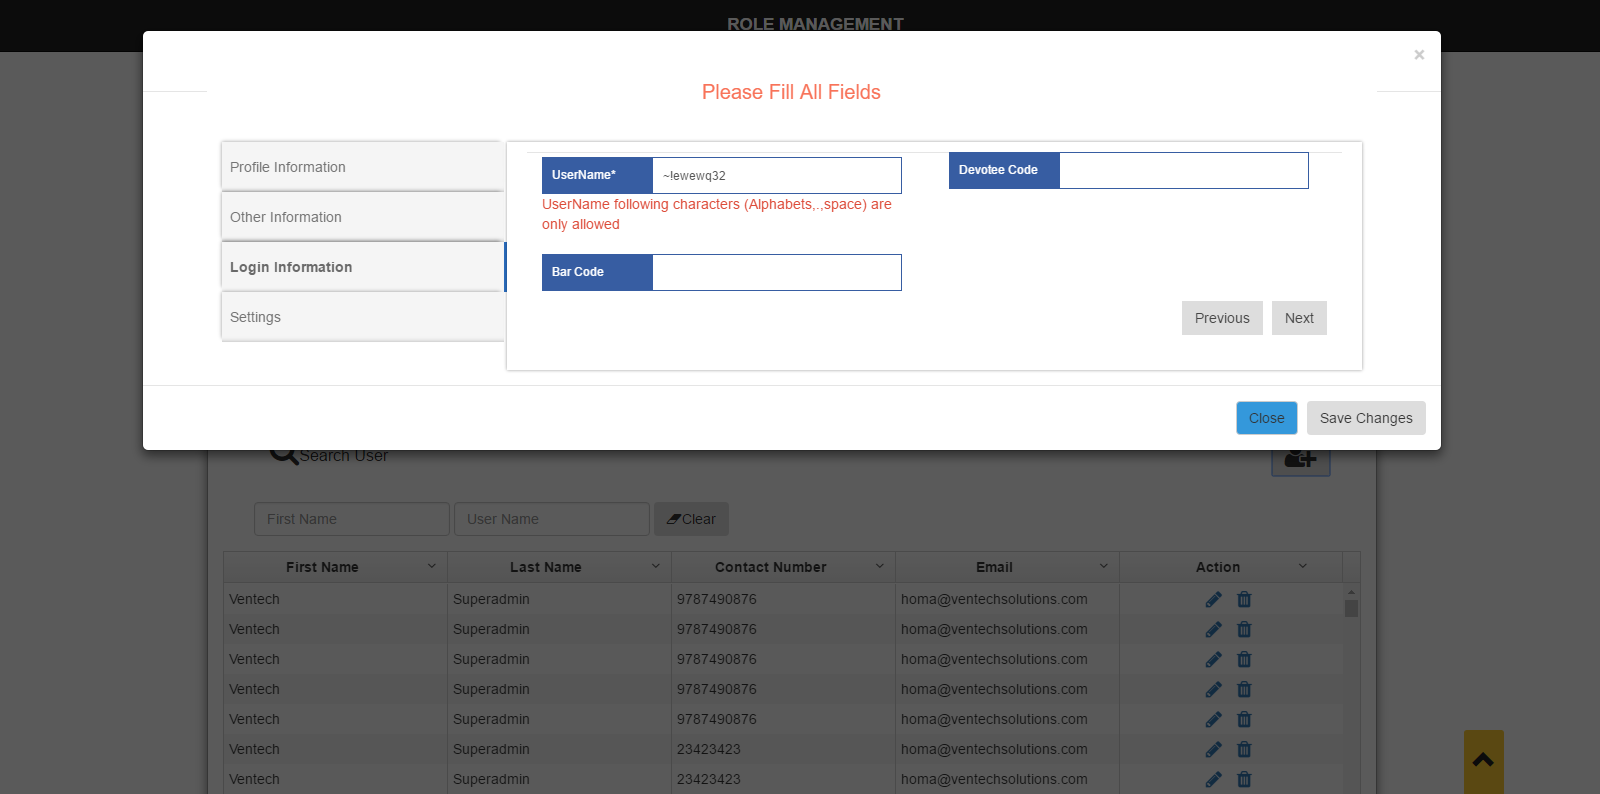 ROLE MANAGEMENT
×
Please Fill All Fields
Profile Information
Other Information
Login Information
Settings
UserName* ~!ewewq32
Devotee Code
UserName following characters (Alphabets,.,space) are
only allowed
Bar Code
Previous Next
Close Save Changes
Search User
First Name User Name Clear
First Name Last Name Contact Number Email Action
Ventech Superadmin 9787490876 homa@ventechsolutions.com
Ventech Superadmin 9787490876 homa@ventechsolutions.com
Ventech Superadmin 9787490876 homa@ventechsolutions.com
Ventech Superadmin 9787490876 homa@ventechsolutions.com
Ventech Superadmin 9787490876 homa@ventechsolutions.com
Ventech Superadmin 23423423 homa@ventechsolutions.com
Ventech Superadmin 23423423 homa@ventechsolutions.com